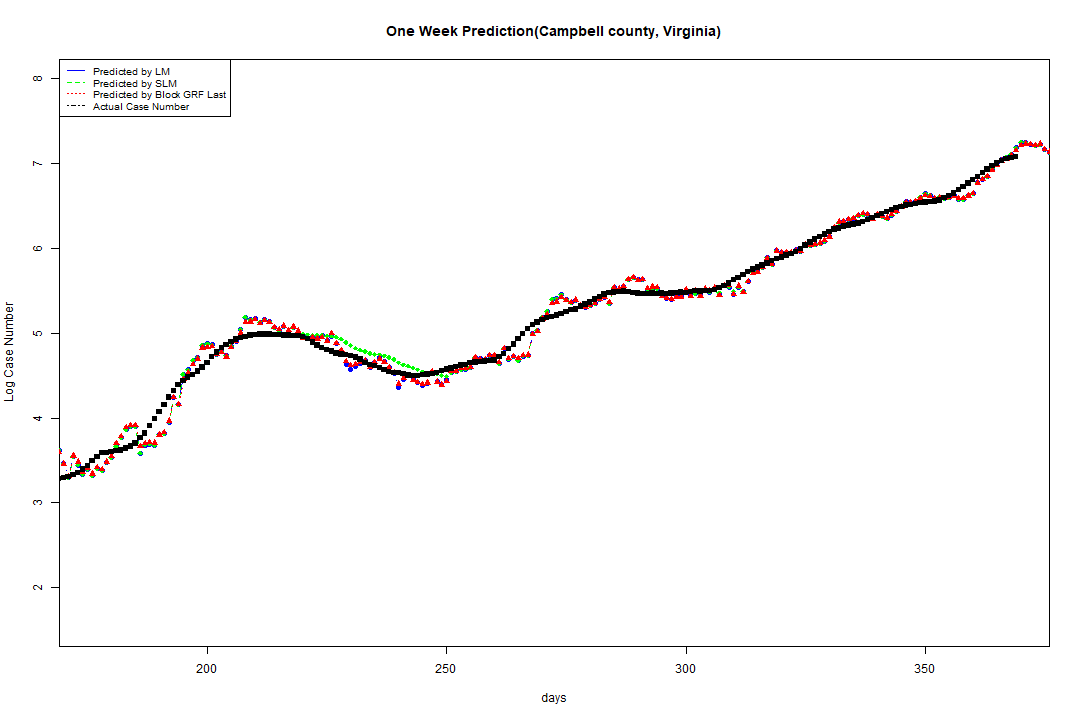 One Week Prediction(Campbell county, Virginia)
Predicted by LM
Predicted by SLM
Predicted by Block GRF Last
Actual Case Number
8
7
6
5
4
3
2
Log Case Number
200
250
300
350
days